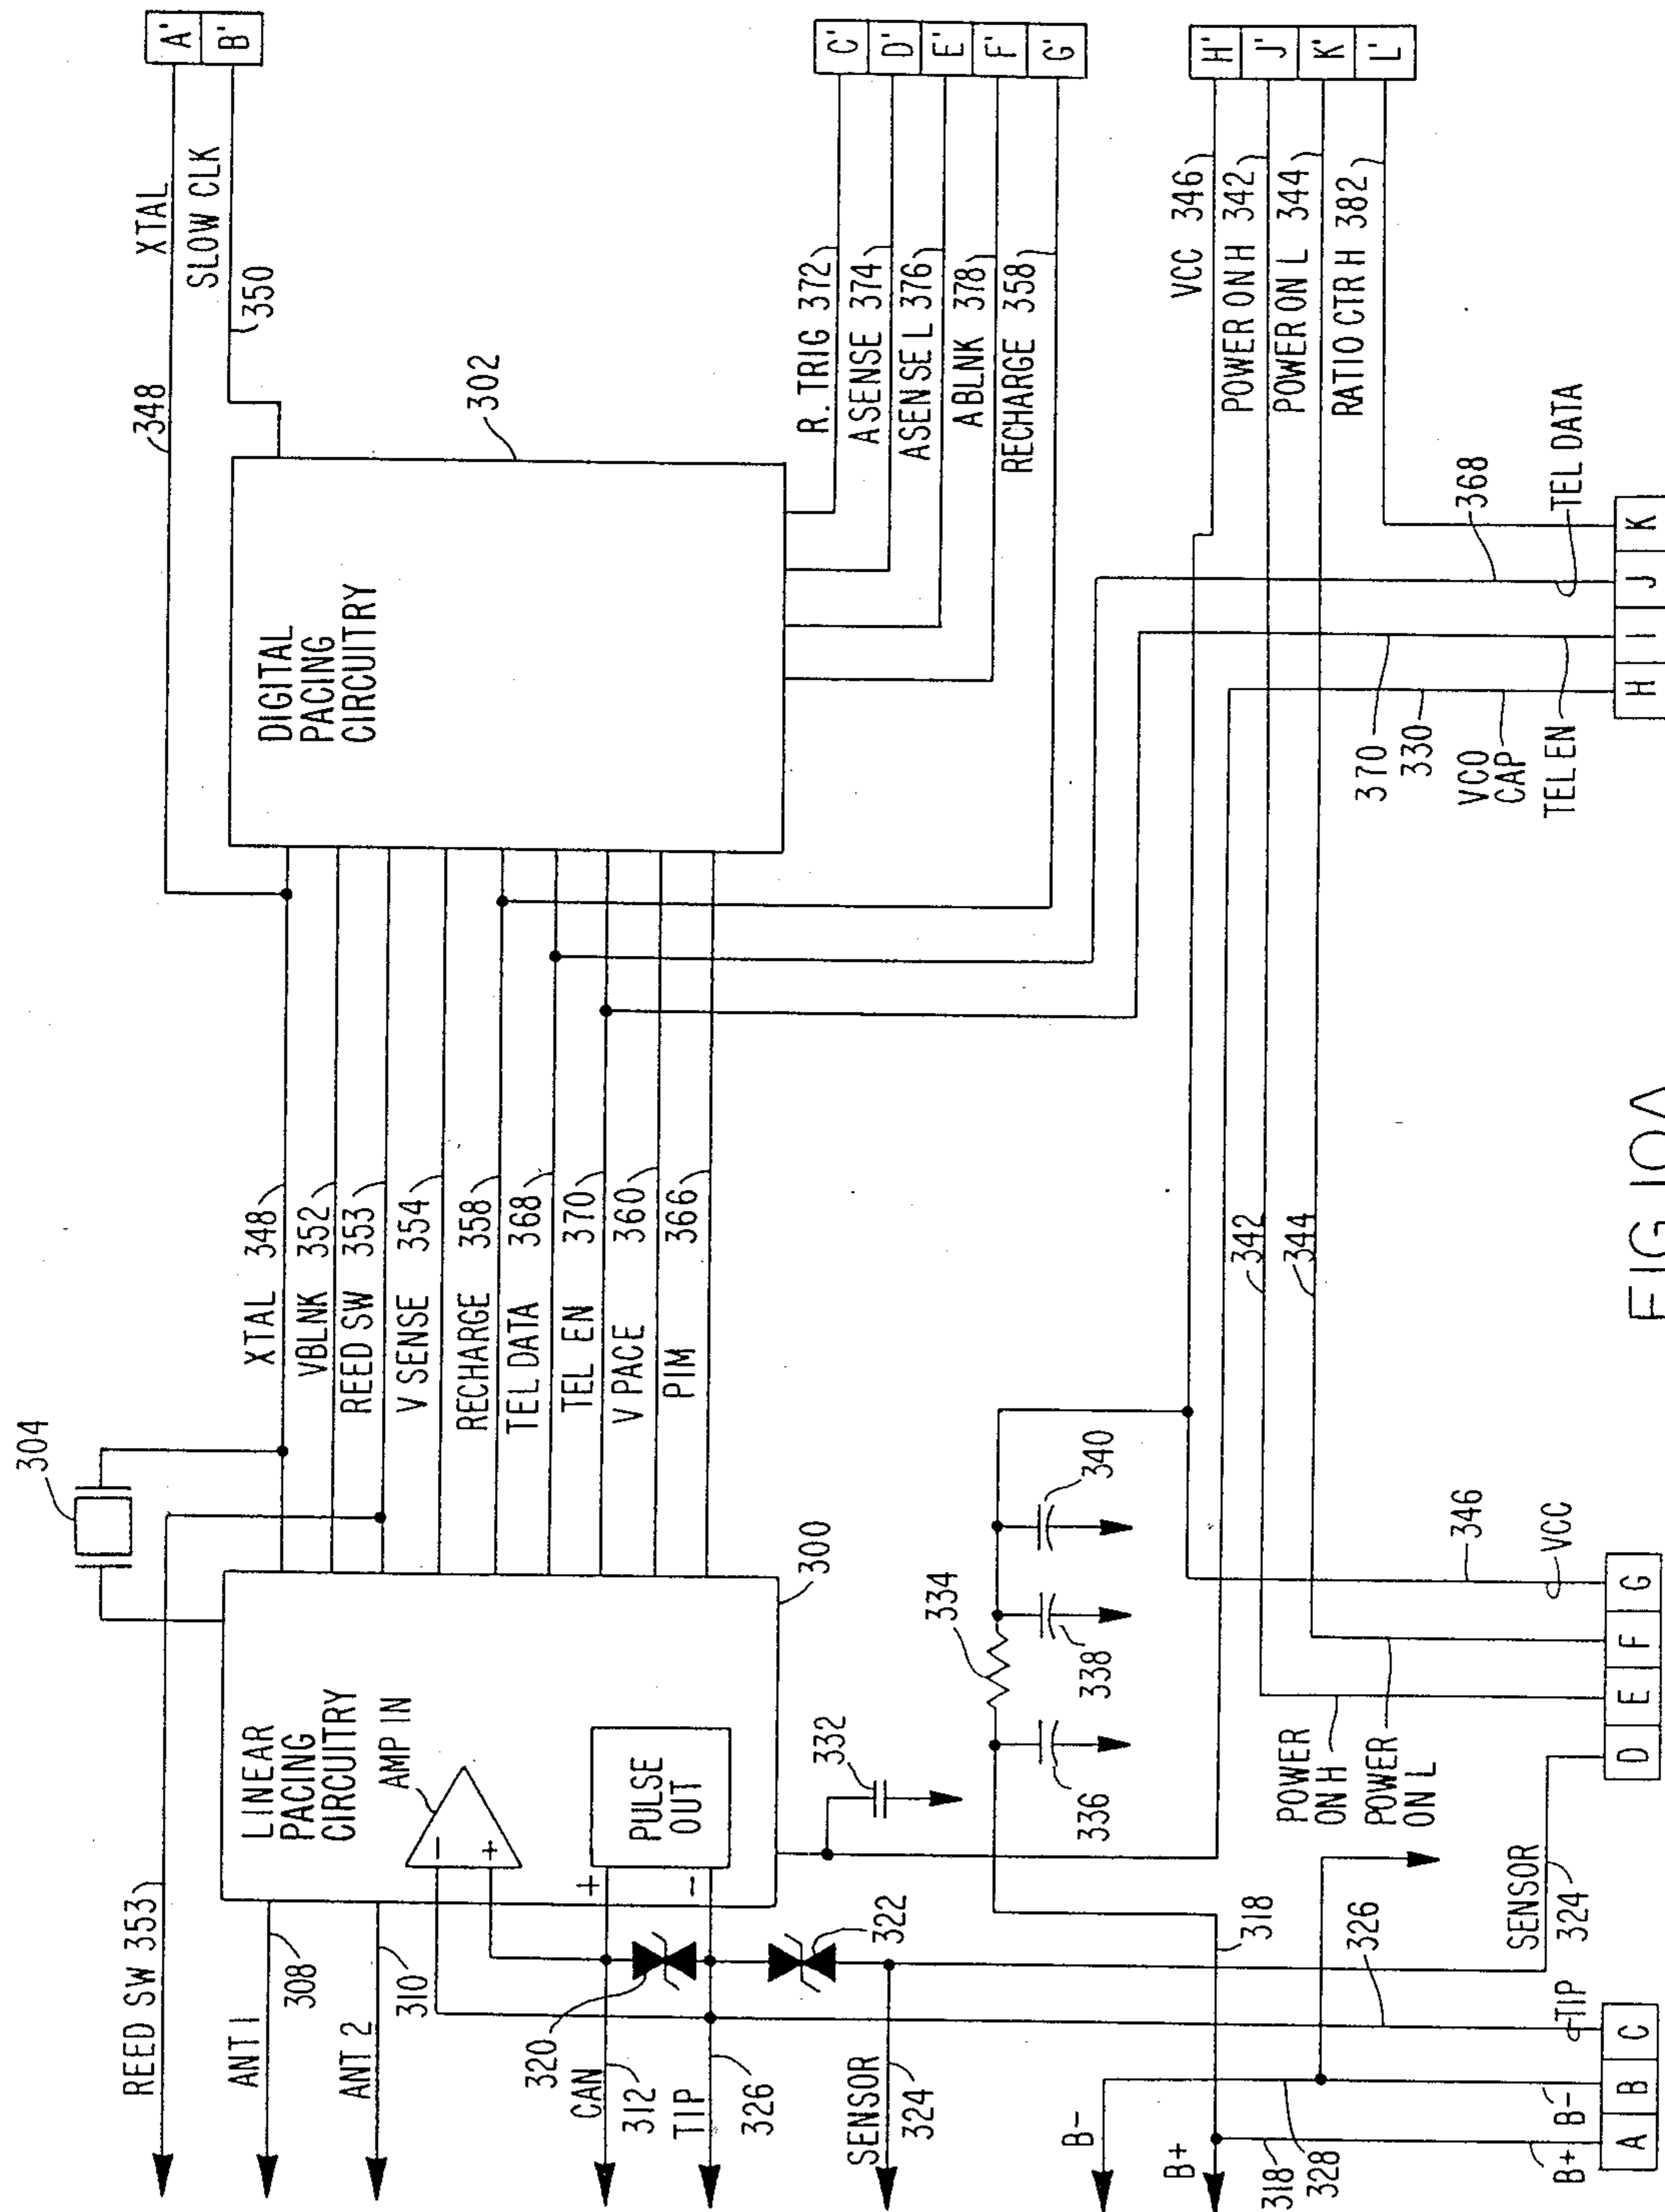 304
XTAL
348
A'
B'
SLOW CLK
350
REED SW 353
ANT 1
308
ANT 2
310
LINEAR
PACING
CIRCUITRY
AMP IN
-
+
PULSE
OUT
+
-
300
XTAL 348
VBLNK 352
REED SW 353
V SENSE 354
RECHARGE 358
TEL DATA 368
TEL EN 370
V PACE 360
PIM 366
DIGITAL
PACING
CIRCUITRY
302
R. TRIG 372
ASENSE 374
ASENSE L 376
ABLNK 378
RECHARGE 358
C'
D'
E'
F'
G'
320
CAN
312
TIP
326
322
SENSOR
324
332
334
336
338
340
VCC 346
POWER ON H 342
POWER ON L 344
RATIO CTR H 382
H'
J'
K'
L'
342
344
B-
B+
318
318
328
326
B+
B-
TIP
SENSOR
324
POWER
ON H
POWER
ON L
346
VCC
370
330
VCO
CAP
TEL EN
368
TEL DATA
A
B
C
D
E
F
G
H
I
J
K
FIG. 10A